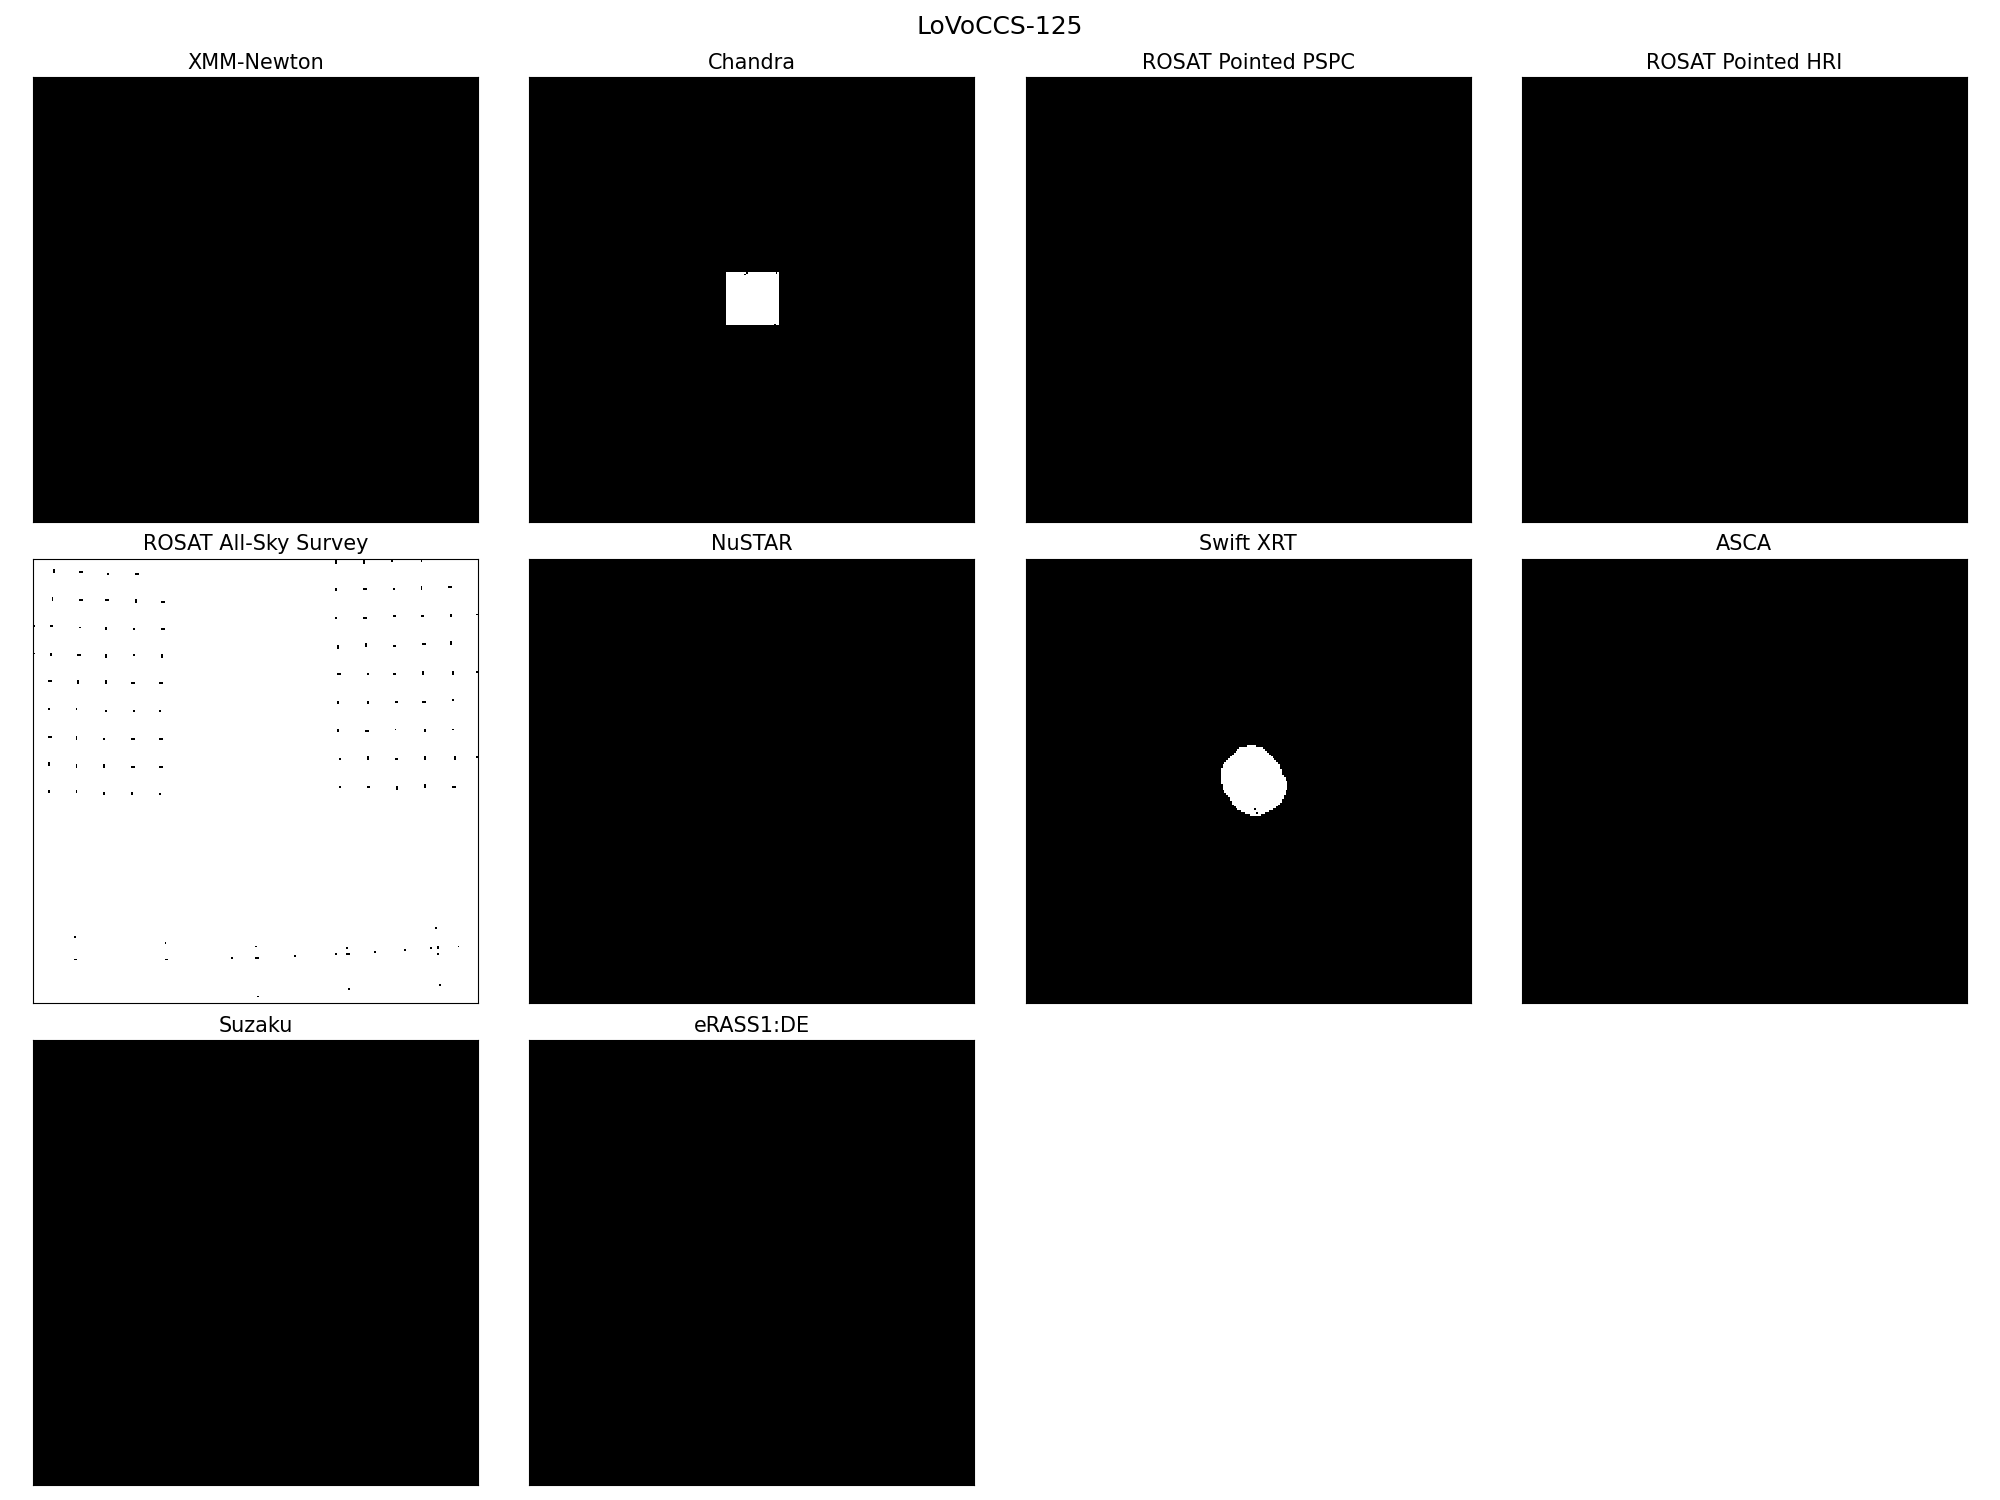 LoVoCCS-125
XMM-Newton
Chandra
ROSAT Pointed PSPC
ROSAT Pointed HRI
ROSAT All-Sky Survey
NuSTAR
Swift XRT
ASCA
Suzaku
eRASS1:DE